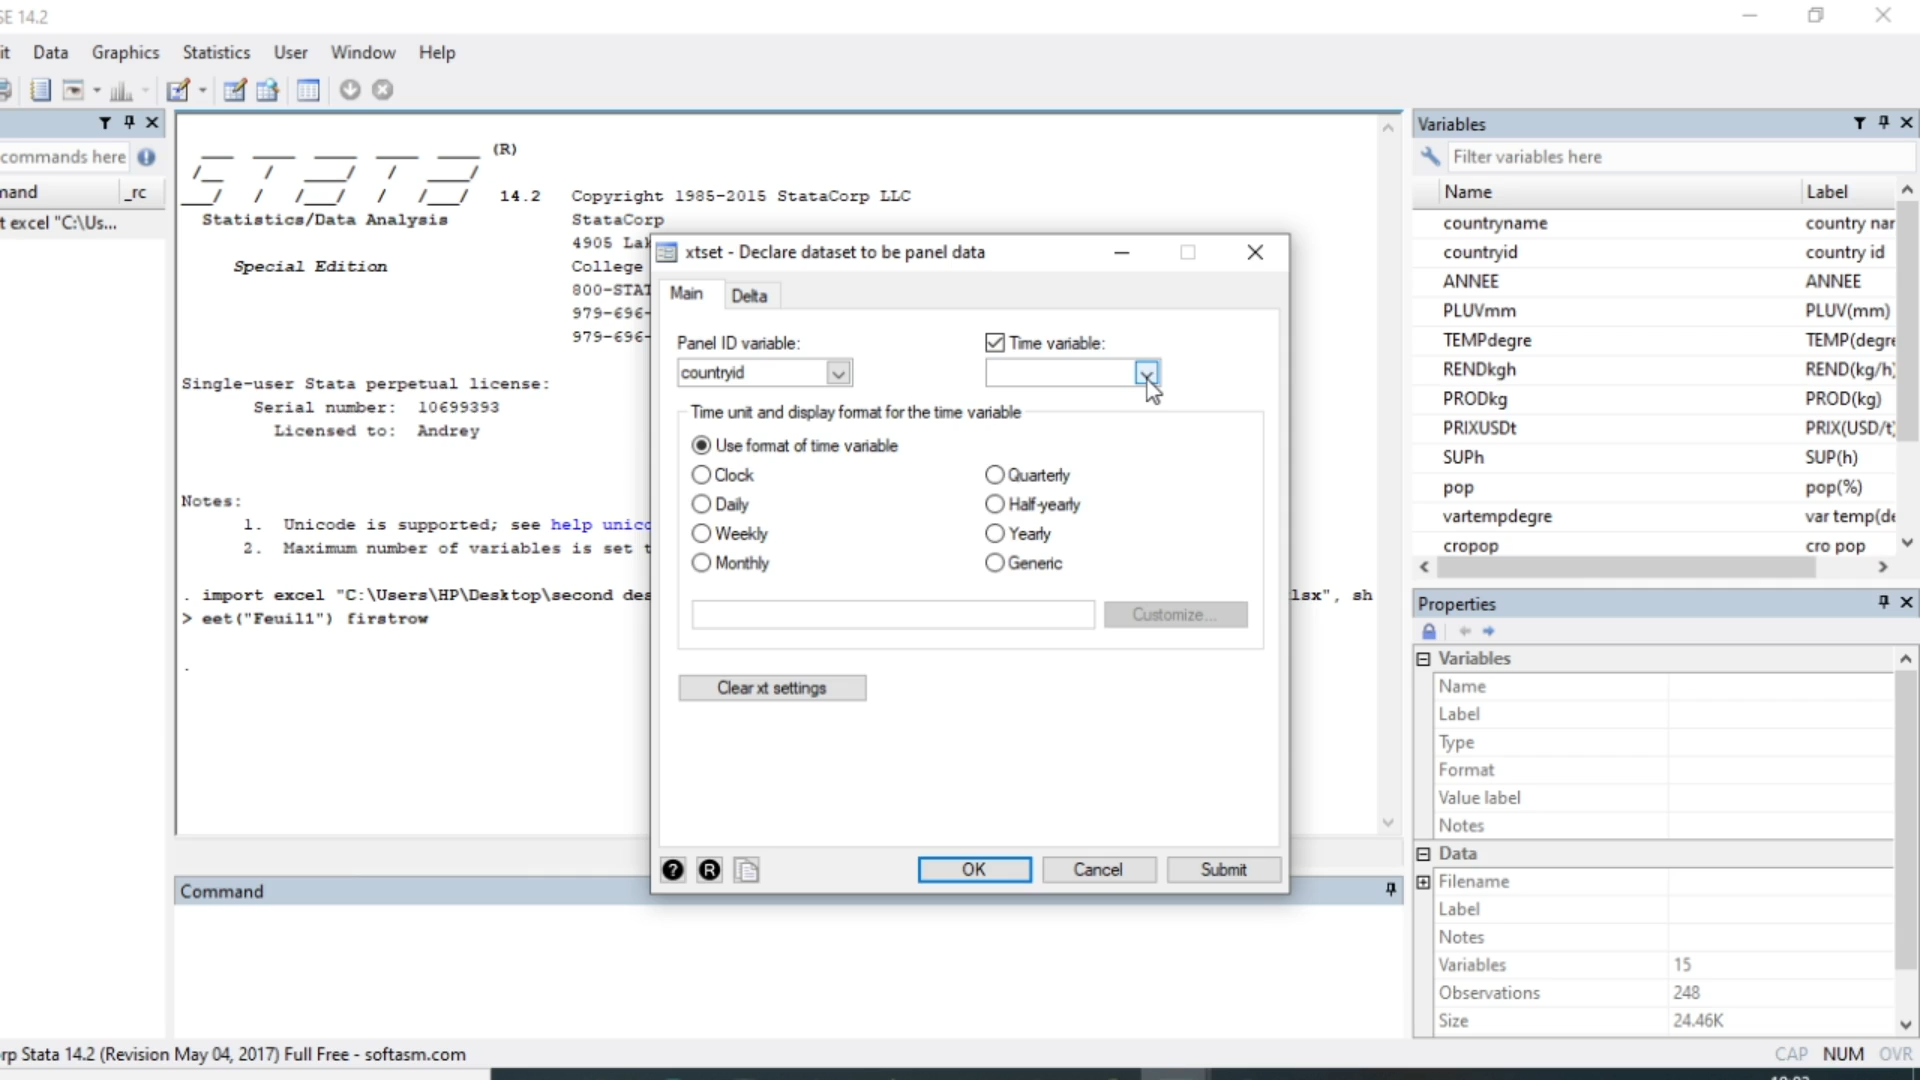 SE 14.2
it Data Graphics Statistics User Window Help
commands here
mand _rc
t excel "C:\Us...
(R)
14.2 Copyright 1985-2015 StataCorp LLC
Statistics/Data Analysis StataCorp
4905 Lak
Special Edition College
800-STAT
979-696-
979-696-
Single-user Stata perpetual license:
Serial number: 10699393
Licensed to: Andrey
Notes:
1. Unicode is supported; see help unico
2. Maximum number of variables is set t
. import excel "C:\Users\HP\Desktop\second des lsx", sh
> eet("Feuil1") firstrow
.
Command
xtset - Declare dataset to be panel data
Main Delta
Panel ID variable: Time variable:
countryid
Time unit and display format for the time variable
Use format of time variable
Clock Quarterly
Daily Half-yearly
Weekly Yearly
Monthly Generic
Customize...
Clear xt settings
OK Cancel Submit
Variables
Filter variables here
Name Label
countryname country nar
countryid country id
ANNEE ANNEE
PLUVmm PLUV(mm)
TEMPdegre TEMP(degre
RENDkgh REND(kg/h)
PRODkg PROD(kg)
PRIXUSDt PRIX(USD/t)
SUPh SUP(h)
pop pop(%)
vartempdegre var temp(de
cropop cro pop
Properties
Variables
Name
Label
Type
Format
Value label
Notes
Data
Filename
Label
Notes
Variables 15
Observations 248
Size 24.46K
rp Stata 14.2 (Revision May 04, 2017) Full Free - softasm.com
CAP NUM OVR